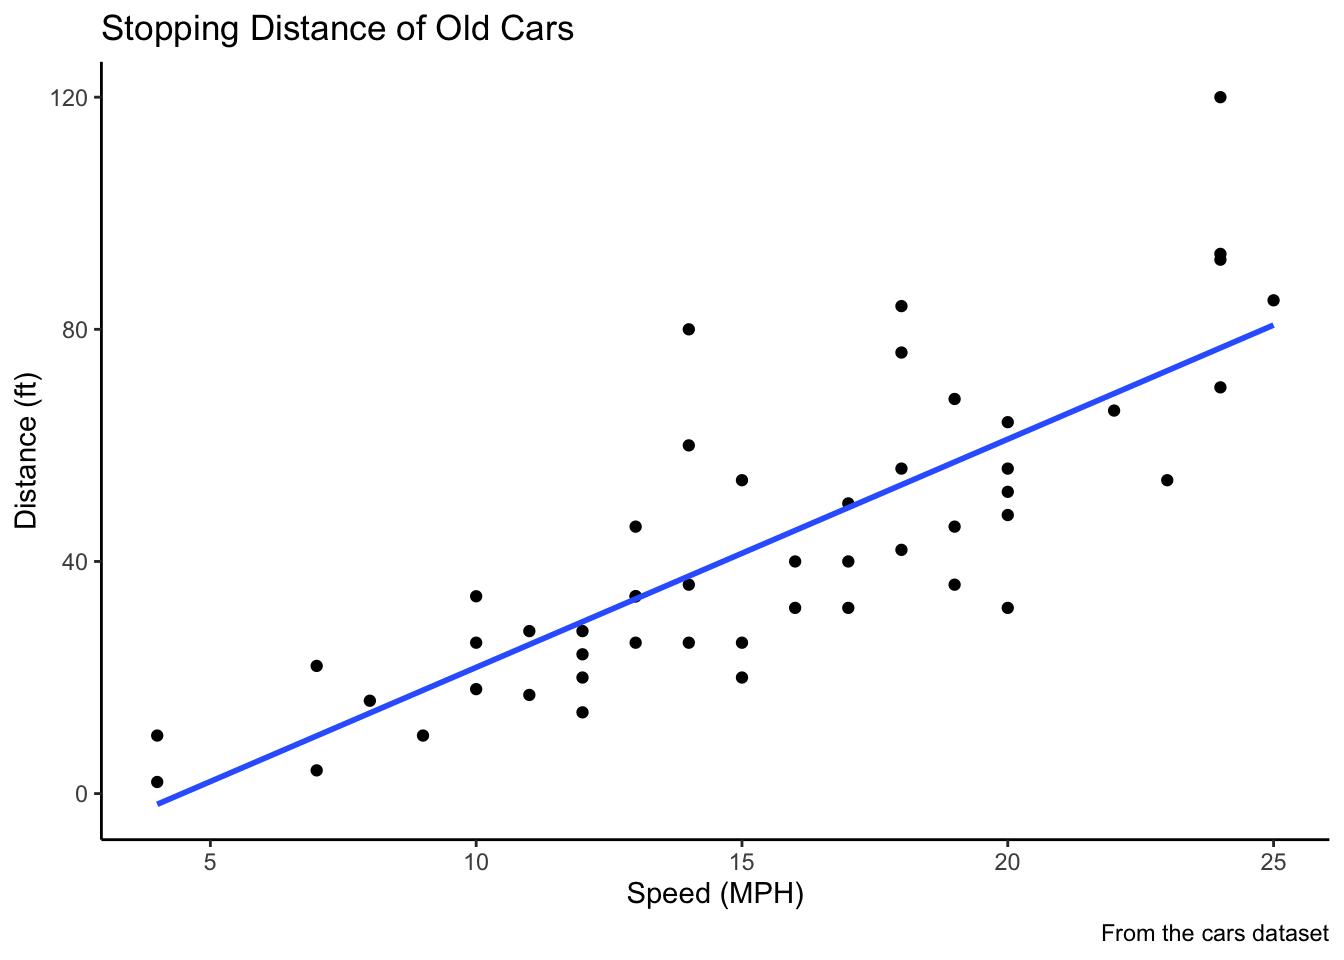 Stopping Distance of Old Cars
120
80
40
0
Distance (ft)
5 10 15 20 25
Speed (MPH)
From the cars dataset